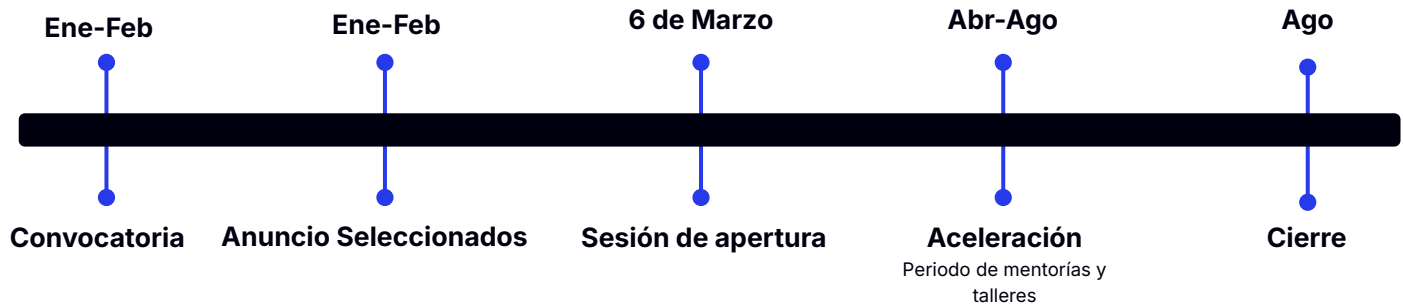 Ene-Feb
Ene-Feb
6 de Marzo
Abr-Ago
Ago
Convocatoria
Anuncio Seleccionados
Sesión de apertura
Aceleración
Periodo de mentorías y
talleres
Cierre